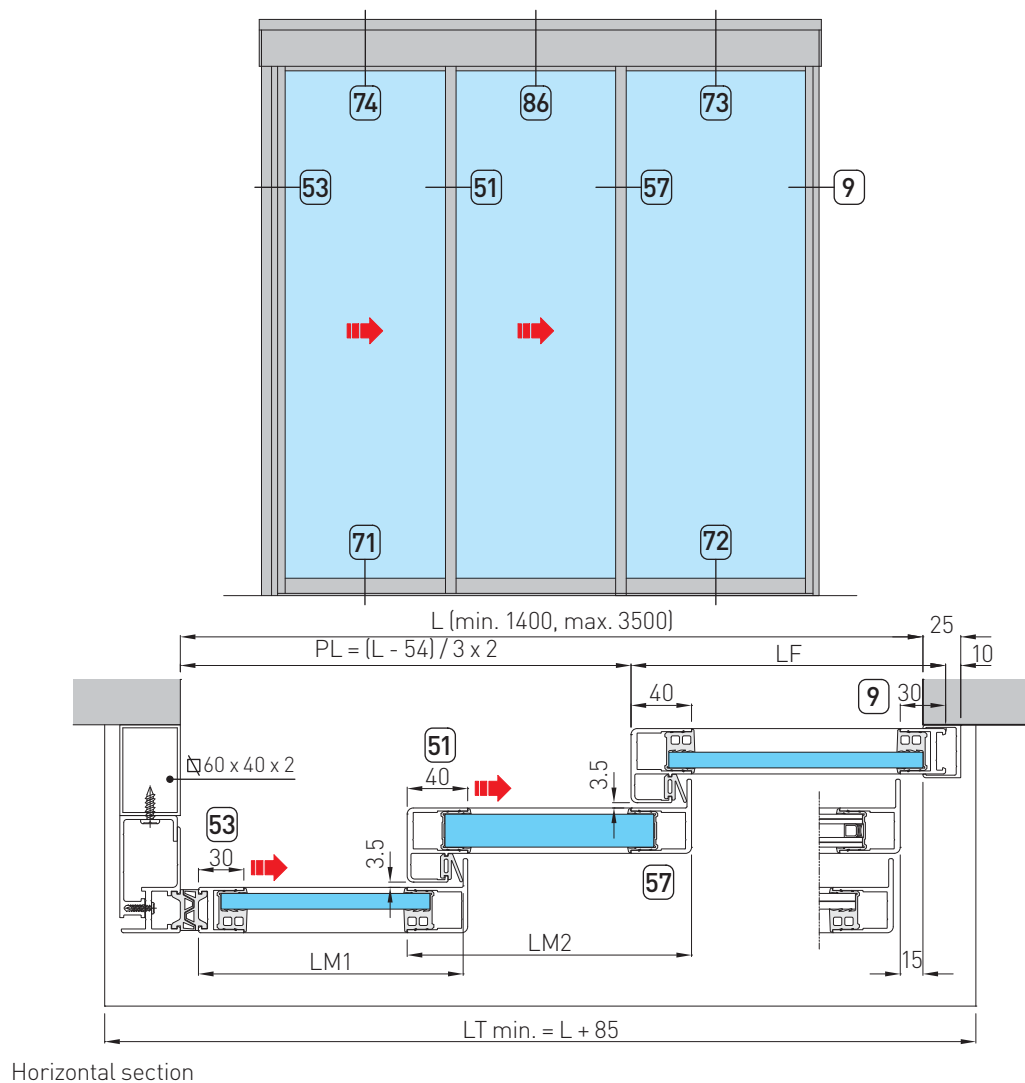 74 86 73
53 51 57 9
71 72
L (min. 1400, max. 3500) 25
PL = (L - 54) / 3 x 2 LF 10
40 9 30
51
60 x 40 x 2 40 3.5
53
30 3.5 57
LM1 LM2 15
LT min. = L + 85
Horizontal section